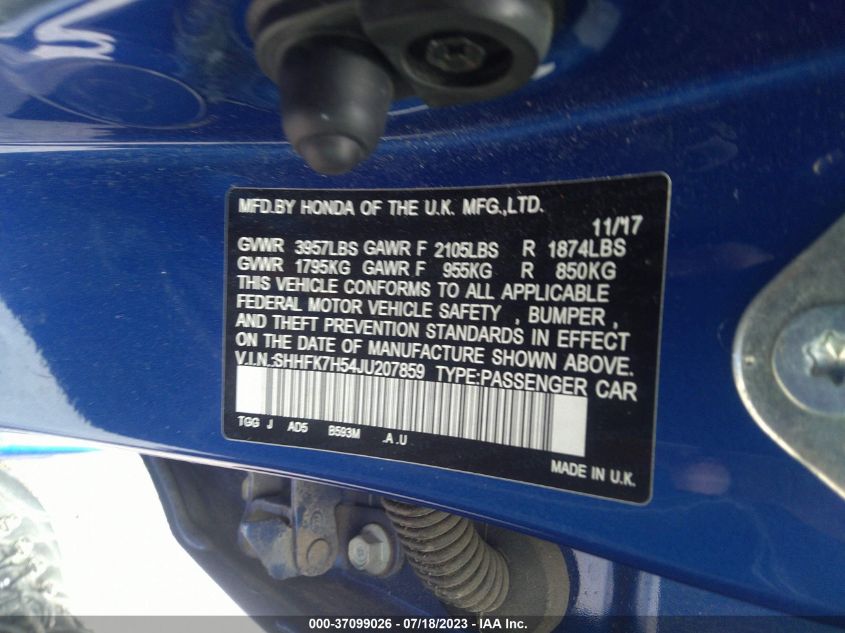 MFD.BY HONDA OF THE U.K. MFG.,LTD.
11/17
GVWR 3957LBS GAWR F 2105LBS R 1874LBS
GVWR 1795KG GAWR F 955KG R 850KG
THIS VEHICLE CONFORMS TO ALL APPLICABLE
FEDERAL MOTOR VEHICLE SAFETY , BUMPER ,
AND THEFT PREVENTION STANDARDS IN EFFECT
ON THE DATE OF MANUFACTURE SHOWN ABOVE.
V.I.N.:SHHFK7H54JU207859 TYPE:PASSENGER CAR
TGG J AD5 B593M .A .U
MADE IN U.K.
000-37099026 - 07/18/2023 - IAA Inc.